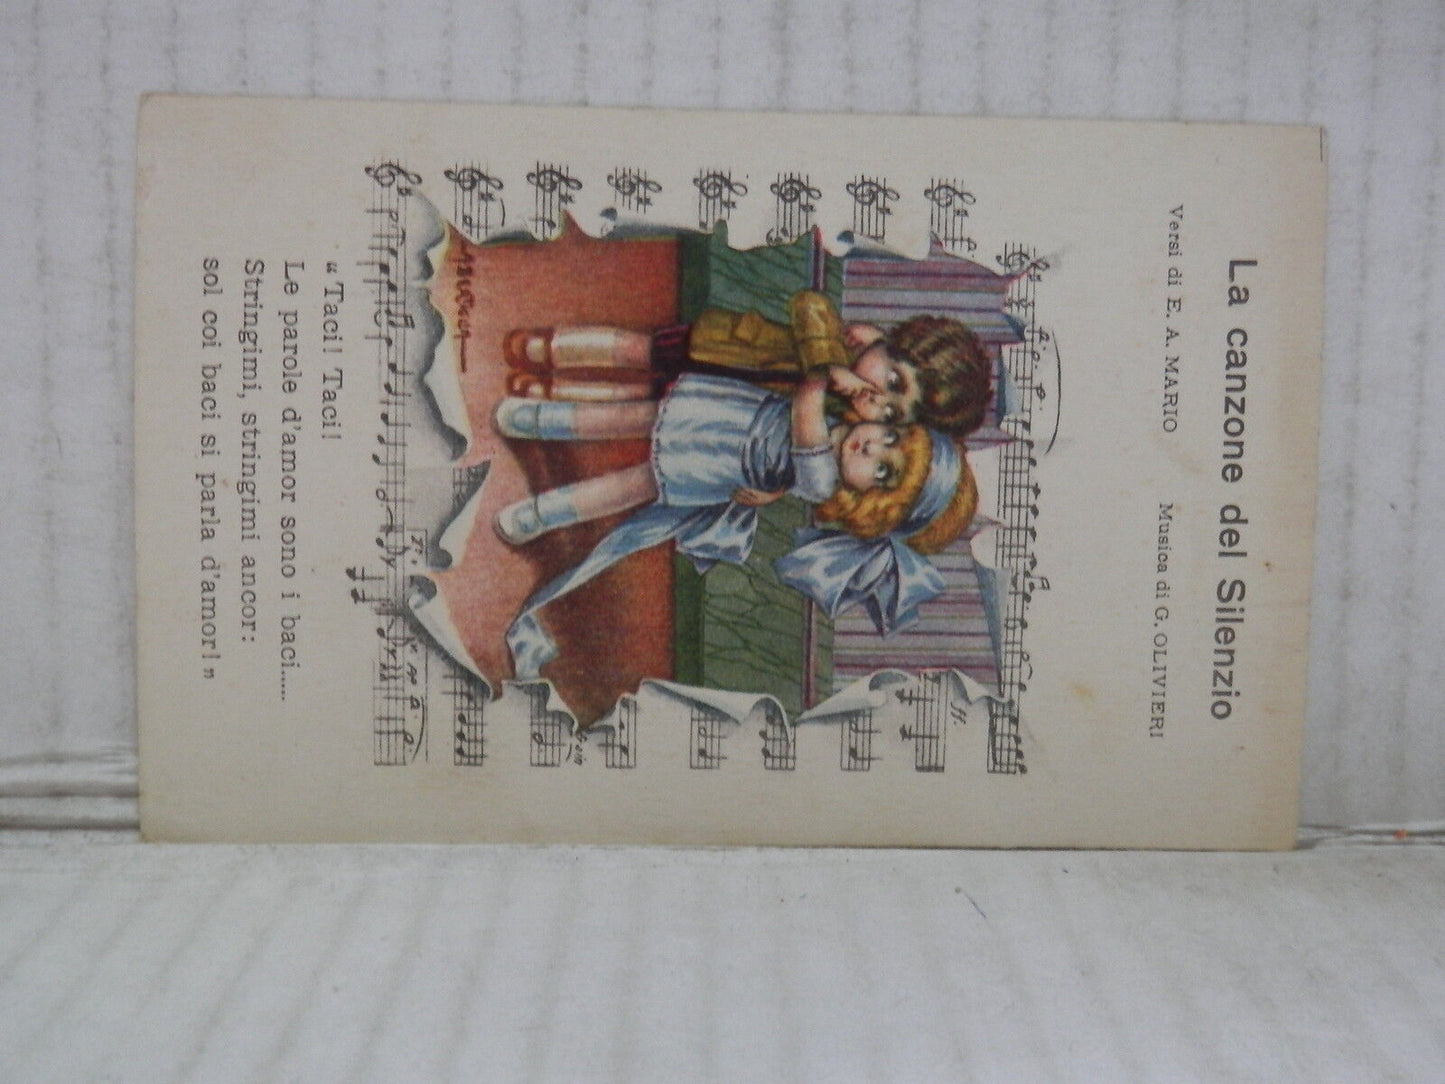 La canzone del Silenzio
Versi di E. A. MARIO Musica di G. OLIVIERI
ff.
"Taci! Taci!
Le parole d'amor sono i baci.....
Stringimi, stringimi ancor:
sol coi baci si parla d'amor!"